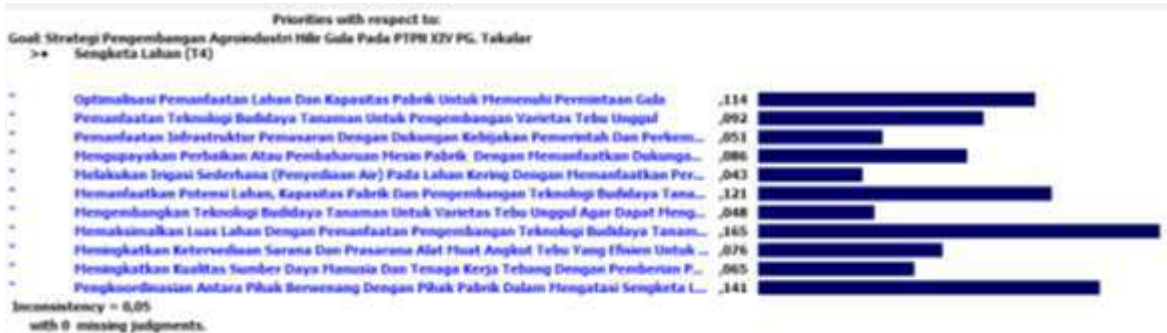 Priorities with respect to:
Goal: Strategi Pengembangan Agroindustri Hilir Gula Pada PTPN XIV PG. Takalar
>• Sengketa Lahan (T4)
Optimalisasi Pemanfaatan Lahan Dan Kapasitas Pabrik Untuk Memenuhi Permintaan Gula ,114
Pemanfaatan Teknologi Budidaya Tanaman Untuk Pengembangan Varietas Tebu Unggul ,092
Pemanfaatan Infrastruktur Pemasaran Dengan Dukungan Kebijakan Pemerintah Dan Perkem... ,051
Mengupayakan Perbaikan Atau Pembaharuan Mesin Pabrik Dengan Memanfaatkan Dukunga... ,086
Melakukan Irigasi Sederhana (Penyediaan Air) Pada Lahan Kering Dengan Memanfaatkan Per... ,043
Memanfaatkan Potensi Lahan, Kapasitas Pabrik Dan Pengembangan Teknologi Budidaya Tana... ,121
Mengembangkan Teknologi Budidaya Tanaman Untuk Varietas Tebu Unggul Agar Dapat Meng... ,048
Memaksimalkan Luas Lahan Dengan Pemanfaatan Pengembangan Teknologi Budidaya Tanam... ,165
Meningkatkan Ketersediaan Sarana Dan Prasarana Alat Muat Angkut Tebu Yang Efisien Untuk ... ,076
Meningkatkan Kualitas Sumber Daya Manusia Dan Tenaga Kerja Tebang Dengan Pemberian P... ,065
Pengkoordinasian Antara Pihak Berwenang Dengan Pihak Pabrik Dalam Mengatasi Sengketa L... ,141
Inconsistency = 0,05
with 0 missing judgments.